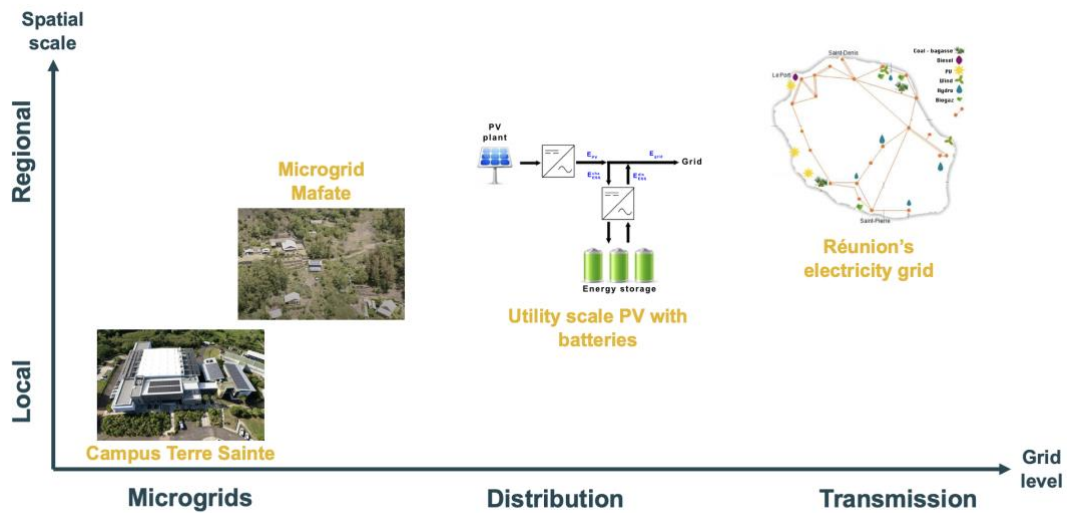 Spatial
scale
Regional
Local
Campus Terre Sainte
Microgrid
Mafate
PV
plant
E_PV
E_grid
Grid
Energy storage
Utility scale PV with
batteries
Saint-Denis
Le Port
Saint-Pierre
Coal - bagasse
Diesel
PV
Wind
Hydro
Biogaz
Réunion's
electricity grid
Microgrids
Distribution
Transmission
Grid
level